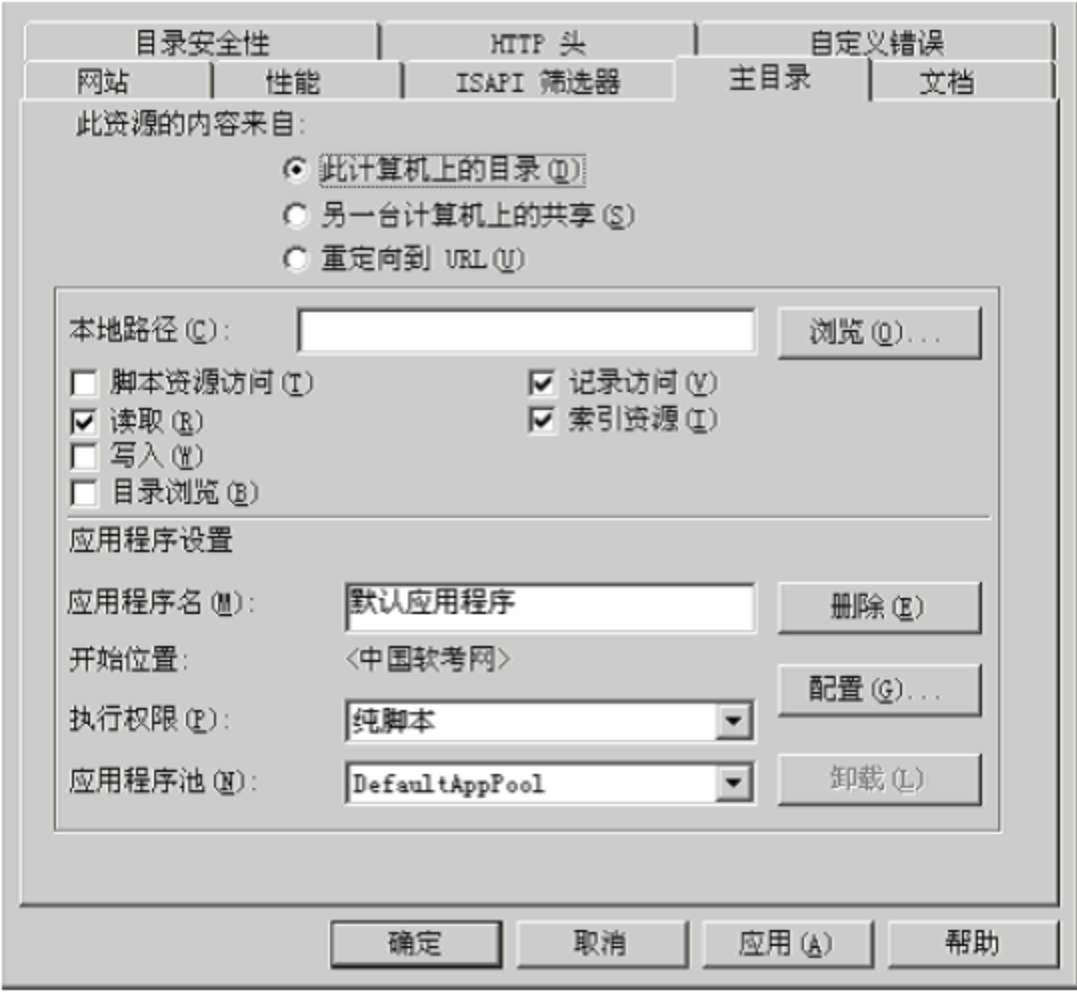 目录安全性 HTTP 头 自定义错误
网站 性能 ISAPI 筛选器 主目录 文档
此资源的内容来自:
此计算机上的目录(D)
另一台计算机上的共享(S)
重定向到 URL(U)
本地路径(C): 浏览(O)...
脚本资源访问(T) 记录访问(V)
读取(R) 索引资源(I)
写入(W)
目录浏览(B)
应用程序设置
应用程序名(M): 默认应用程序 删除(E)
开始位置: <中国软考网>
配置(G)...
执行权限(P): 纯脚本
应用程序池(N): DefaultAppPool 卸载(L)
确定 取消 应用(A) 帮助